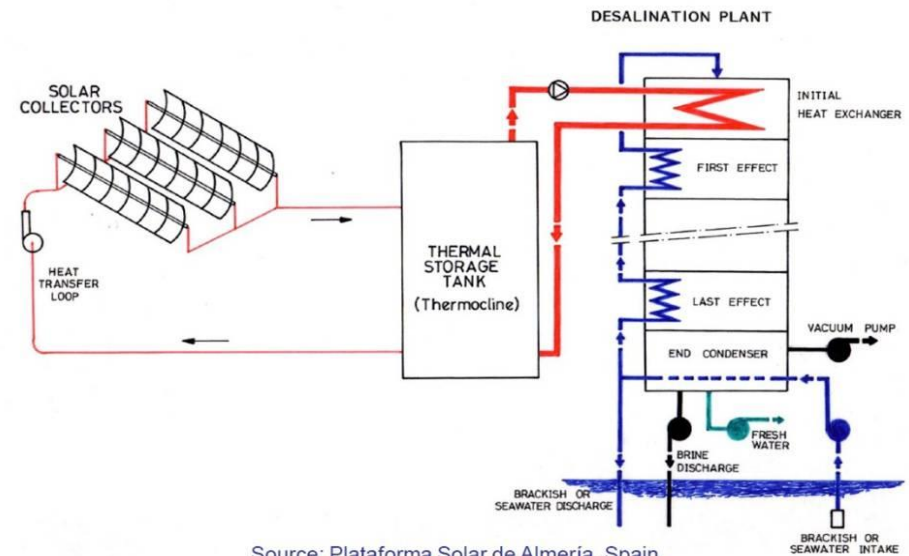 DESALINATION PLANT
SOLAR
COLLECTORS
INITIAL
HEAT EXCHANGER
FIRST EFFECT
HEAT
TRANSFER
LOOP
THERMAL
STORAGE
TANK
(Thermocline)
LAST EFFECT
VACUUM PUMP
END CONDENSER
FRESH
WATER
BRINE
DISCHARGE
BRACKISH OR
SEAWATER DISCHARGE
BRACKISH OR
SEAWATER INTAKE
Source: Plataforma Solar de Almería, Spain